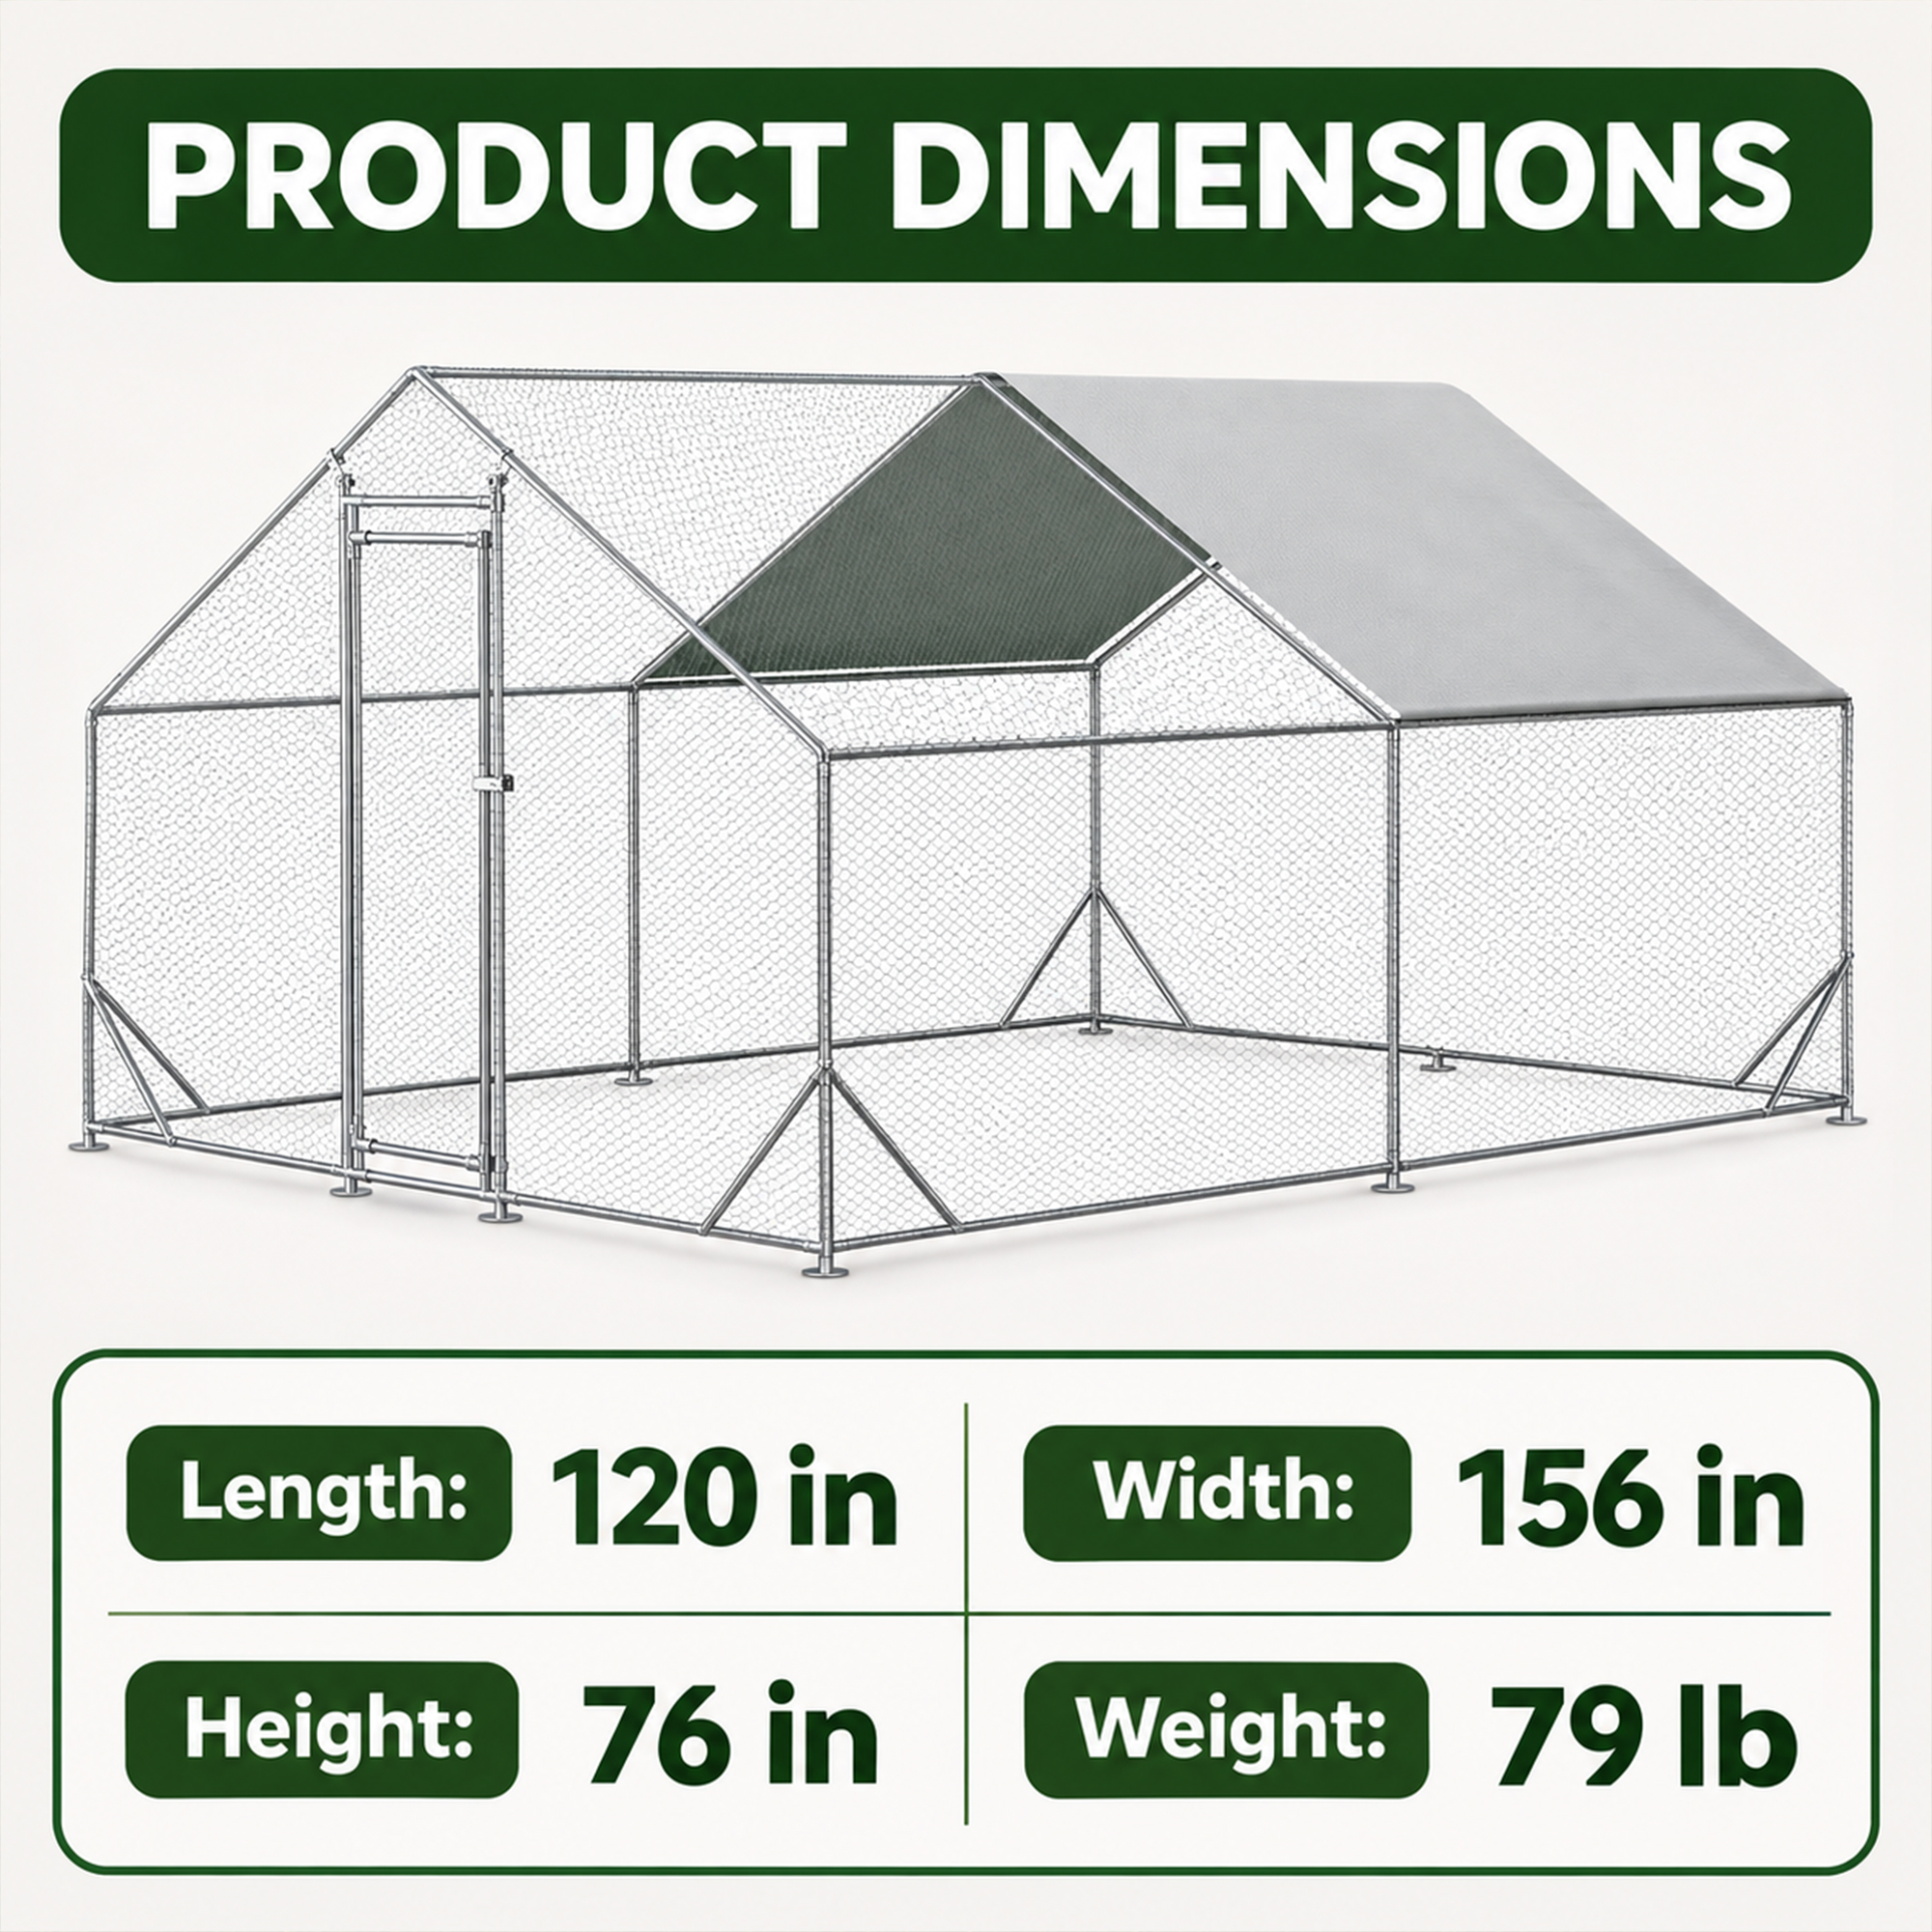 PRODUCT DIMENSIONS
Length: 120 in
Width: 156 in
Height: 76 in
Weight: 79 lb